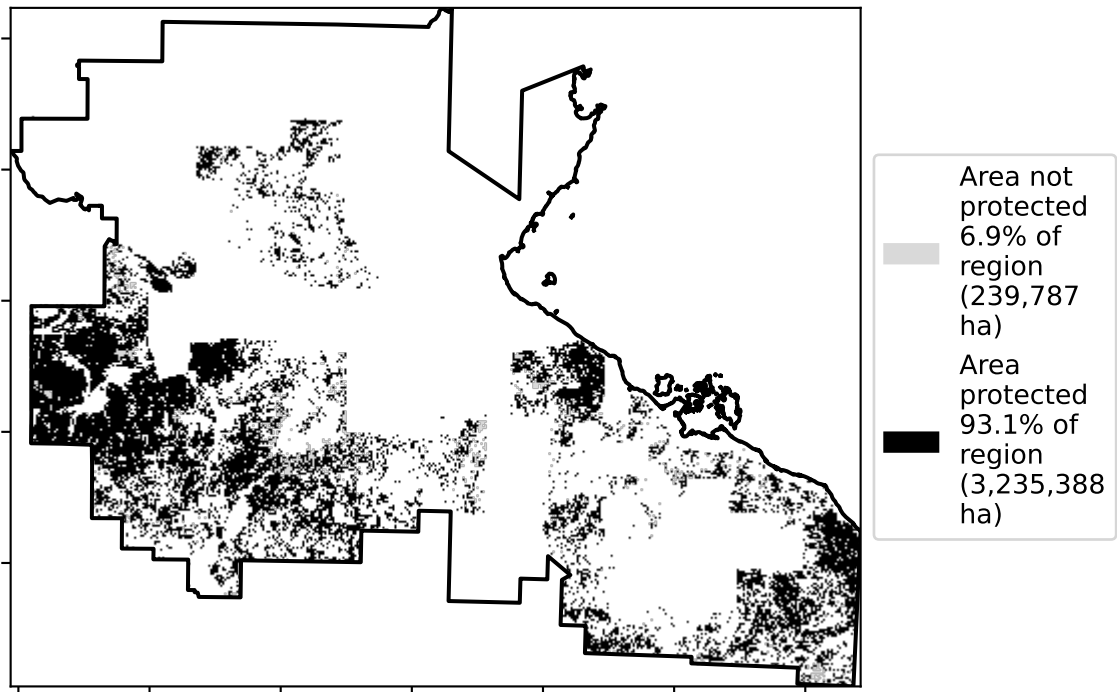 Area not
protected
6.9% of
region
(239,787
ha)
Area
protected
93.1% of
region
(3,235,388
ha)